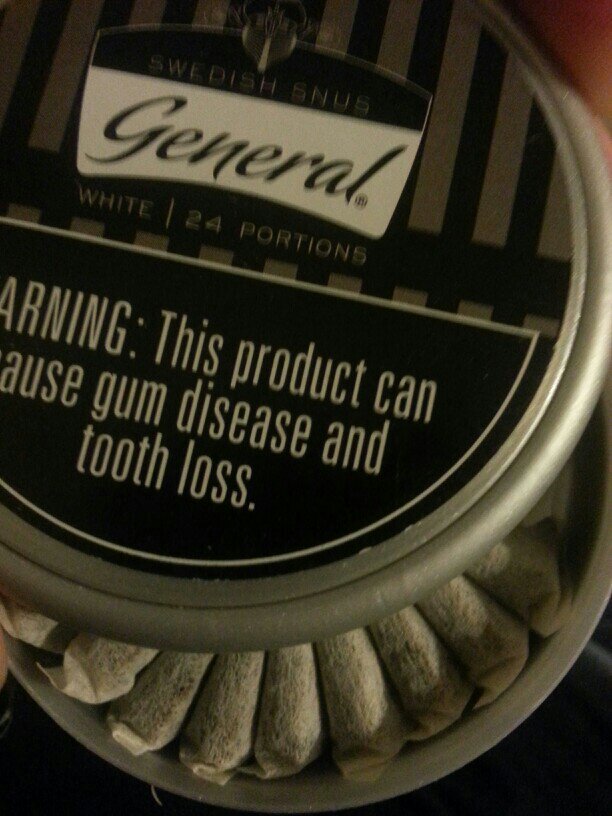 SWEDISH SNUS
General®
WHITE | 24 PORTIONS
ARNING: This product can
ause gum disease and
tooth loss.